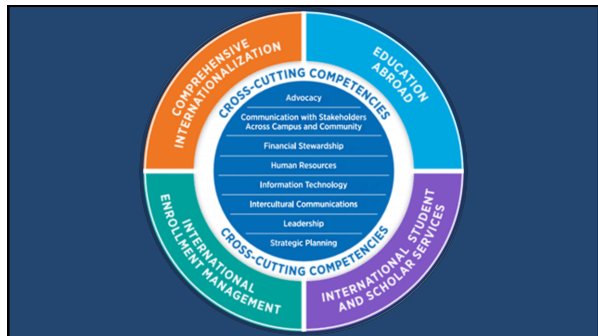 COMPREHENSIVE
INTERNATIONALIZATION
EDUCATION
ABROAD
CROSS-CUTTING COMPETENCIES
Advocacy
Communication with Stakeholders
Across Campus and Community
Financial Stewardship
Human Resources
Information Technology
Intercultural Communications
Leadership
Strategic Planning
CROSS-CUTTING COMPETENCIES
INTERNATIONAL
ENROLLMENT MANAGEMENT
INTERNATIONAL STUDENT
AND SCHOLAR SERVICES